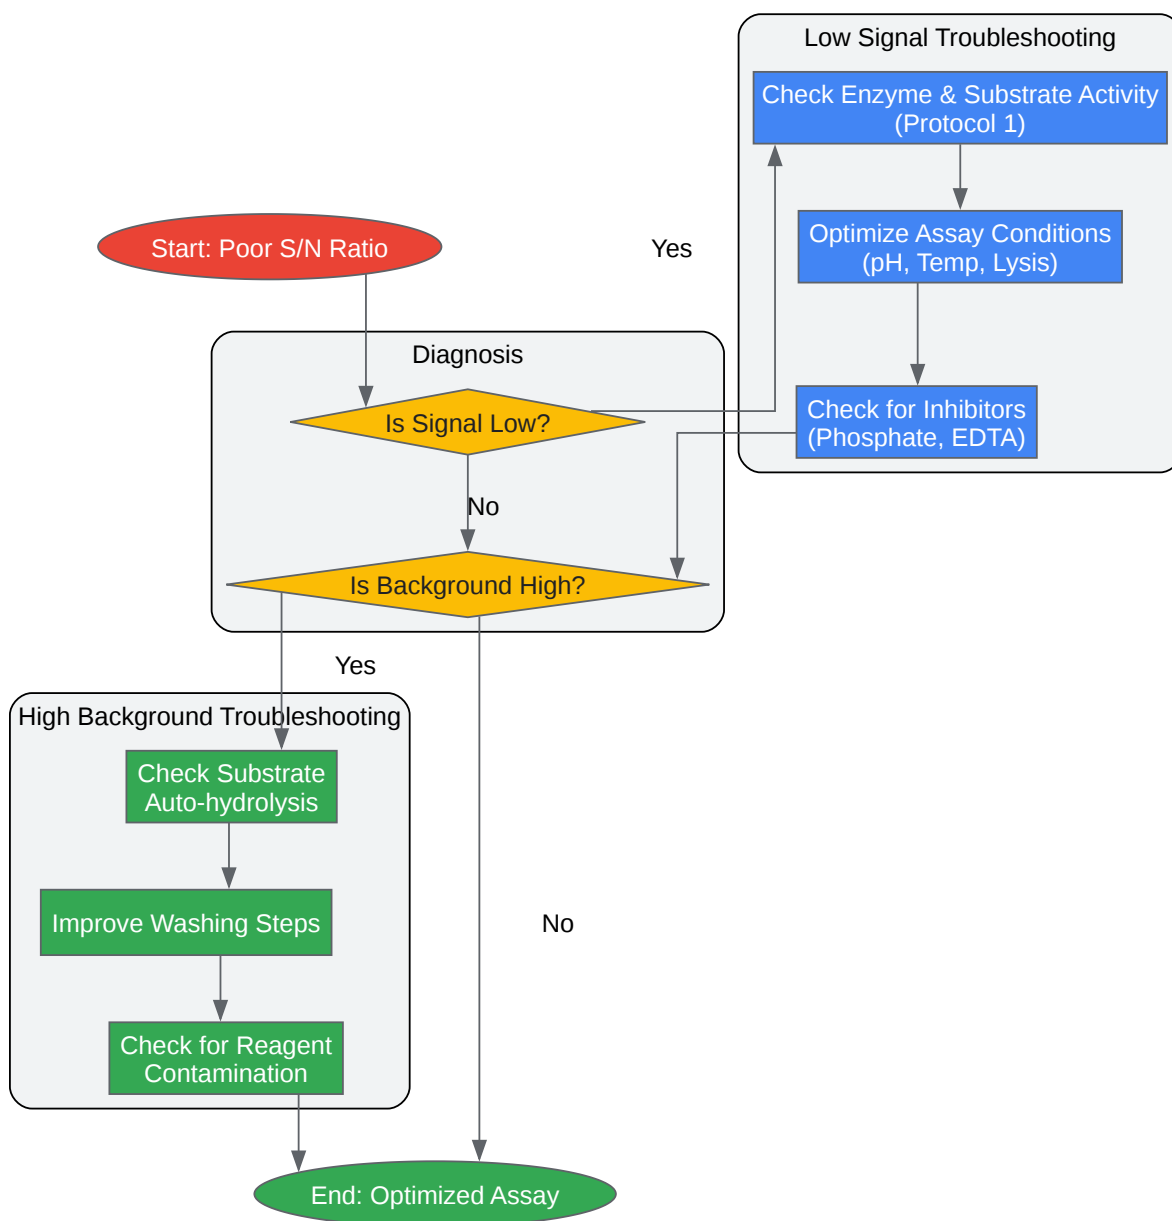 Low Signal Troubleshooting
Check Enzyme & Substrate Activity
(Protocol 1)
Start: Poor S/N Ratio
Yes
Optimize Assay Conditions
(pH, Temp, Lysis)
Diagnosis
Is Signal Low?
Check for Inhibitors
(Phosphate, EDTA)
No
Is Background High?
Yes
High Background Troubleshooting
Check Substrate
Auto-hydrolysis
Improve Washing Steps
No
Check for Reagent
Contamination
End: Optimized Assay